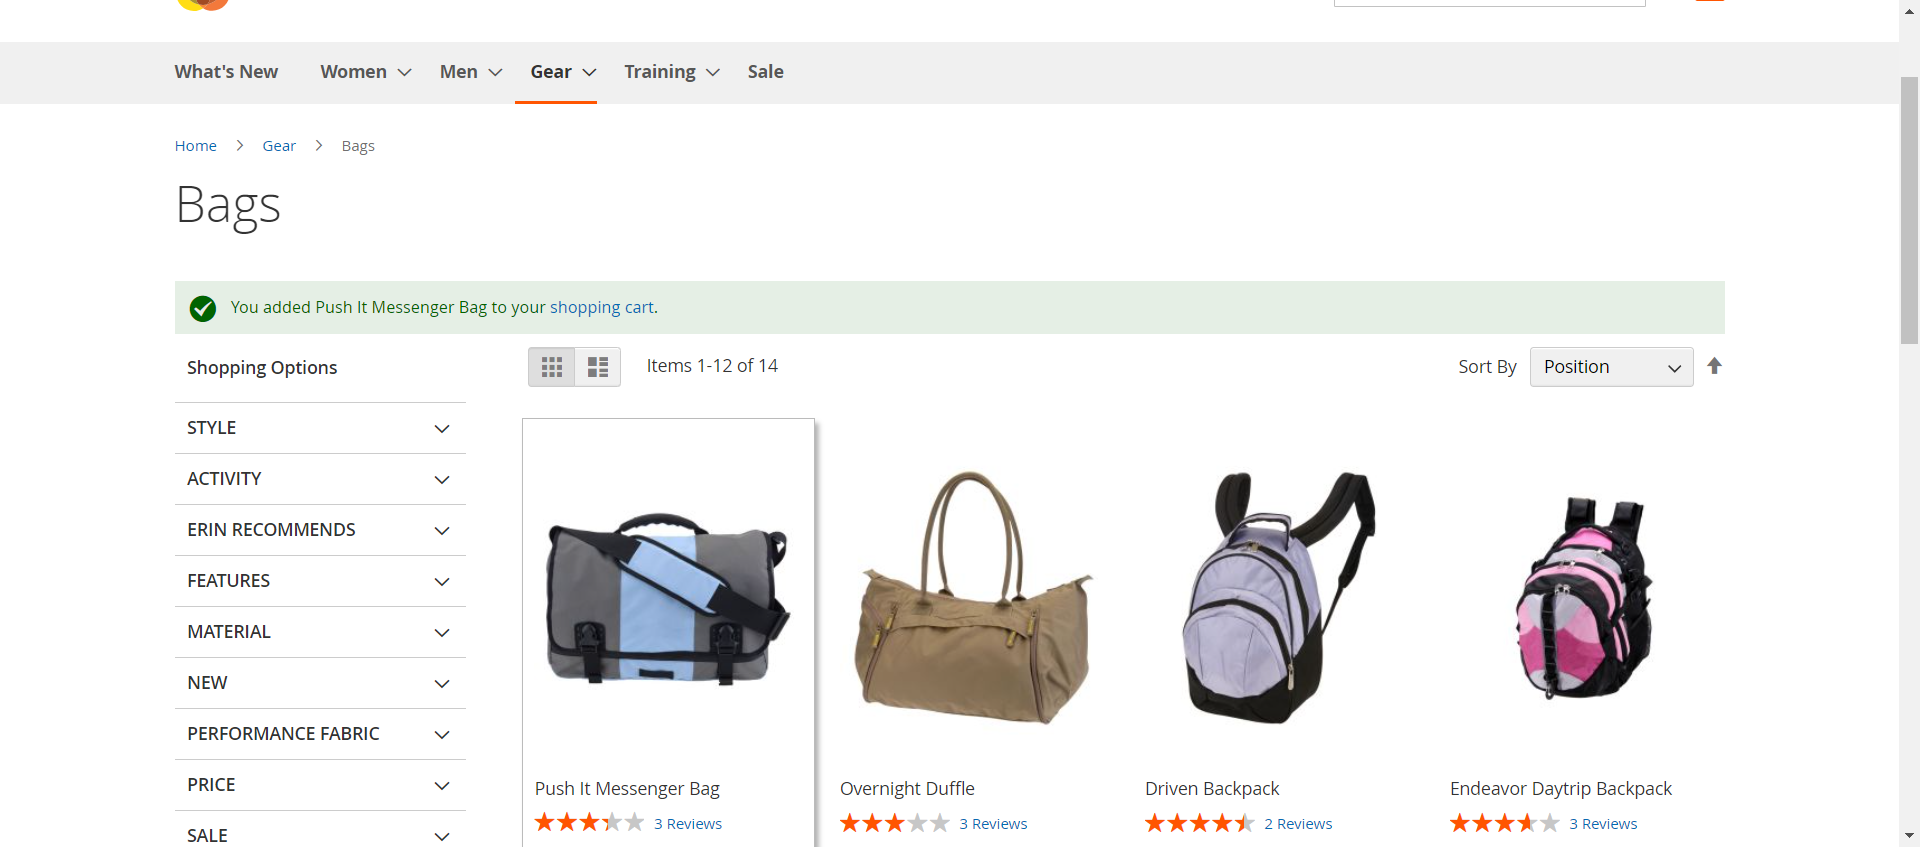 What's New Women Men Gear Training Sale
Home Gear Bags
Bags
You added Push It Messenger Bag to your shopping cart.
Shopping Options
Items 1-12 of 14
Sort By Position
STYLE
ACTIVITY
ERIN RECOMMENDS
FEATURES
MATERIAL
NEW
PERFORMANCE FABRIC
PRICE
SALE
Push It Messenger Bag
3 Reviews
Overnight Duffle
3 Reviews
Driven Backpack
2 Reviews
Endeavor Daytrip Backpack
3 Reviews